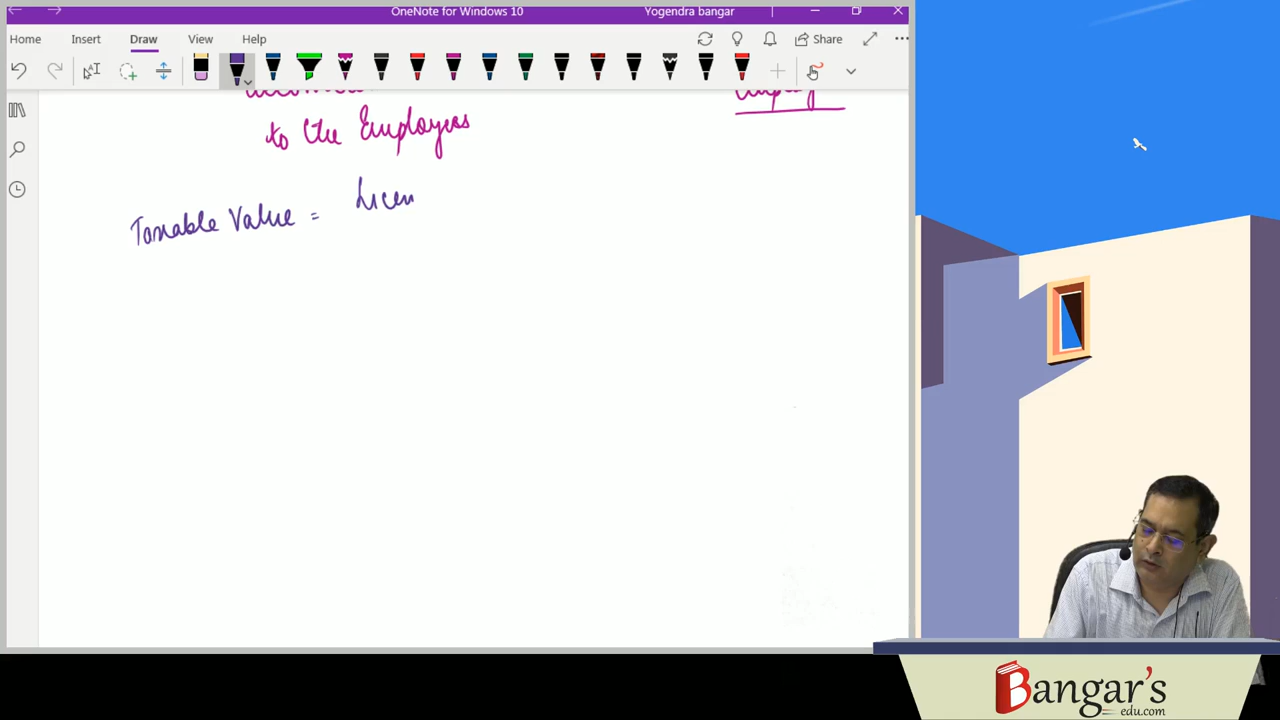 OneNote for Windows 10
Yogendra bangar
Home
Insert
Draw
View
Help
Share
to the Employees
Taxable Value =
Licen
Bangar's
edu.com